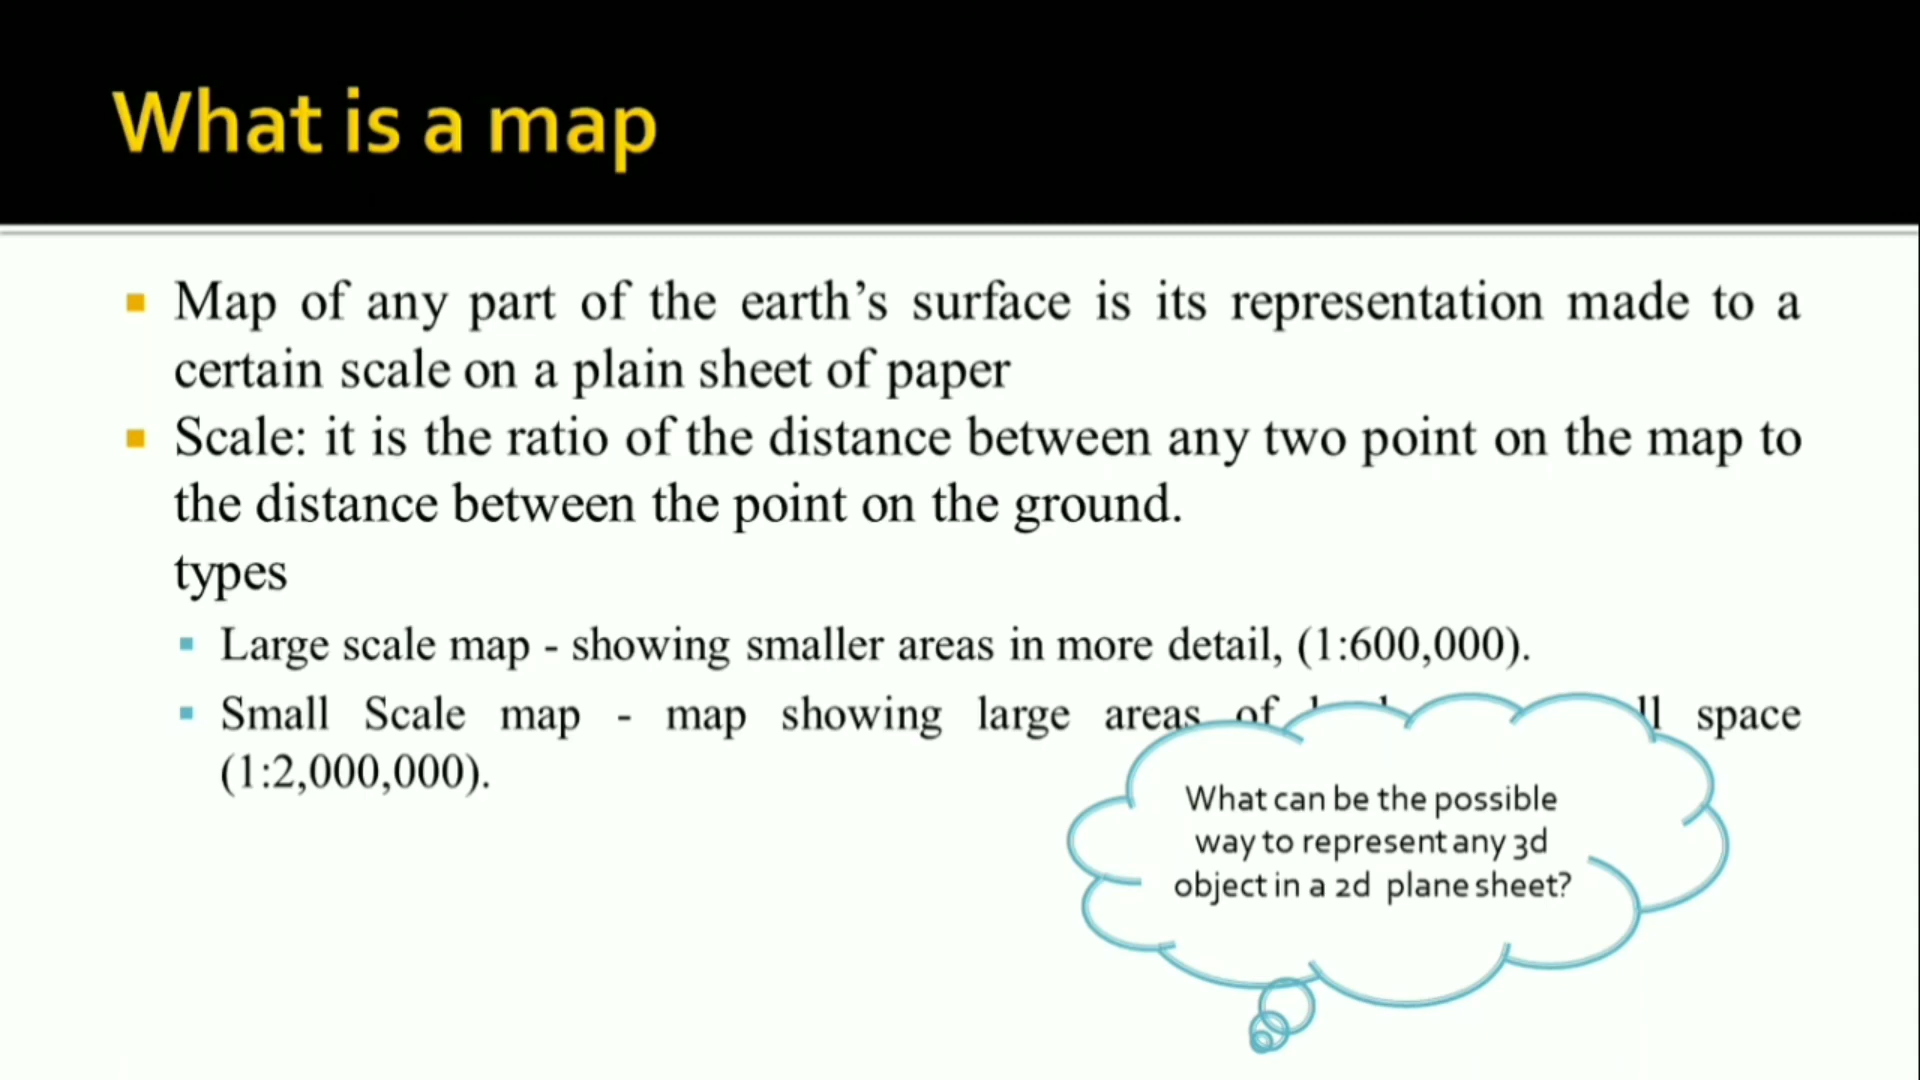 What is a map
Map of any part of the earth’s surface is its representation made to a
certain scale on a plain sheet of paper
Scale: it is the ratio of the distance between any two point on the map to
the distance between the point on the ground.
types
Large scale map - showing smaller areas in more detail, (1:600,000).
Small Scale map - map showing large areas of space
(1:2,000,000).
What can be the possible
way to represent any 3d
object in a 2d plane sheet?